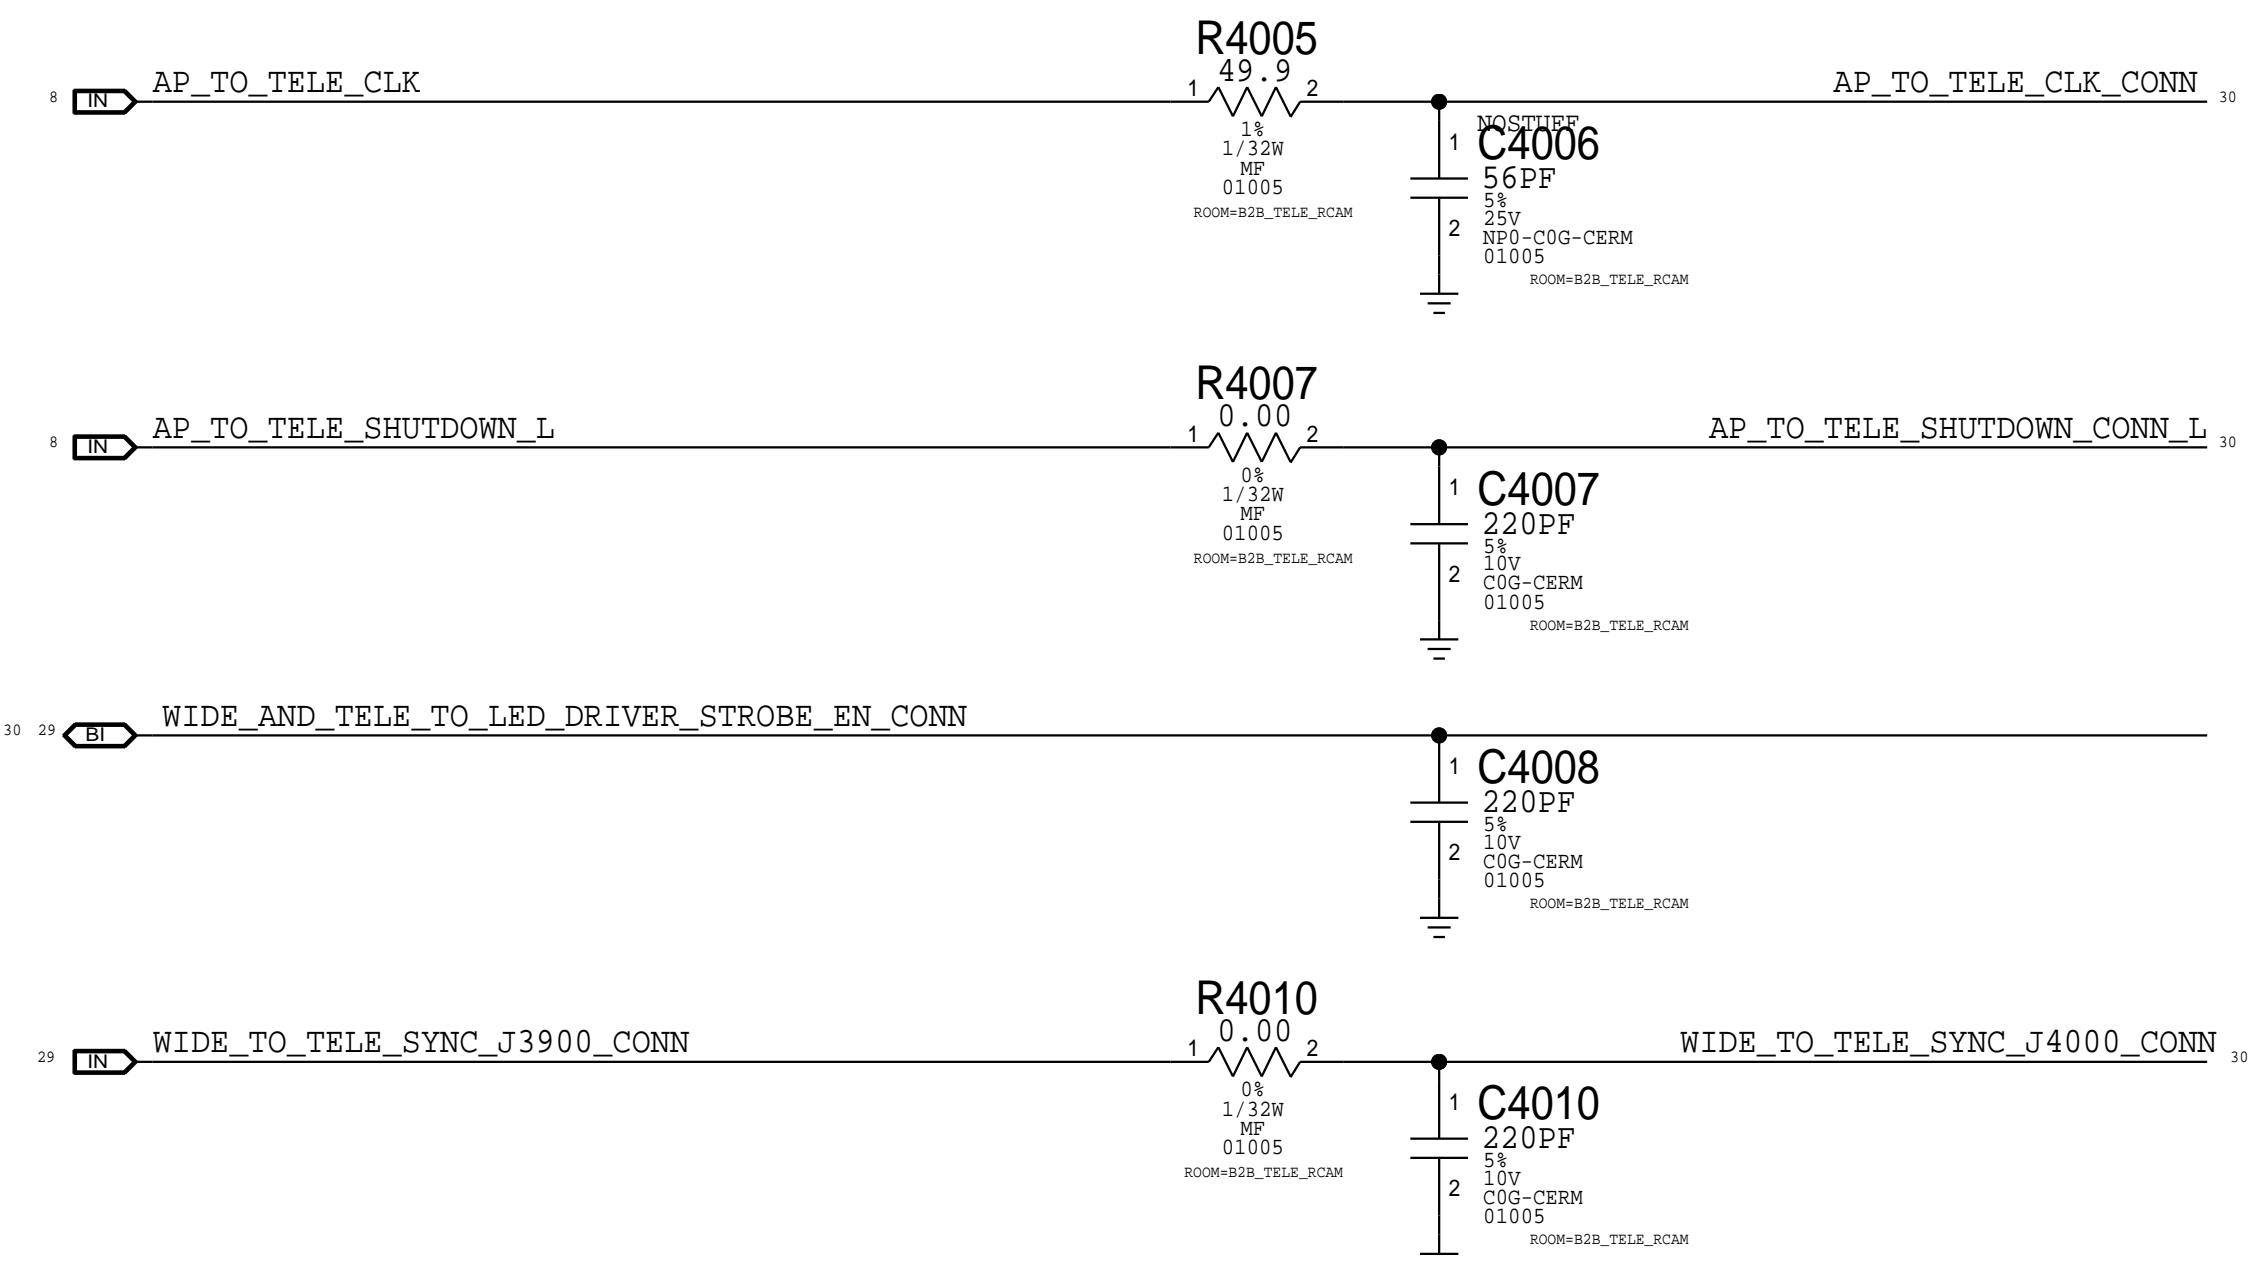 R4005
49.9
8 IN AP_TO_TELE_CLK 1 2 AP_TO_TELE_CLK_CONN 30
1%
1/32W
MF
01005
ROOM=B2B_TELE_RCAM
NOSTUFF
1 C4006
56PF
5%
25V
2 NP0-C0G-CERM
01005
ROOM=B2B_TELE_RCAM
R4007
0.00
8 IN AP_TO_TELE_SHUTDOWN_L 1 2 AP_TO_TELE_SHUTDOWN_CONN_L 30
0%
1/32W
MF
01005
ROOM=B2B_TELE_RCAM
1 C4007
220PF
5%
10V
2 C0G-CERM
01005
ROOM=B2B_TELE_RCAM
30 29 BI WIDE_AND_TELE_TO_LED_DRIVER_STROBE_EN_CONN
1 C4008
220PF
5%
10V
2 C0G-CERM
01005
ROOM=B2B_TELE_RCAM
R4010
0.00
29 IN WIDE_TO_TELE_SYNC_J3900_CONN 1 2 WIDE_TO_TELE_SYNC_J4000_CONN 30
0%
1/32W
MF
01005
ROOM=B2B_TELE_RCAM
1 C4010
220PF
5%
10V
2 C0G-CERM
01005
ROOM=B2B_TELE_RCAM